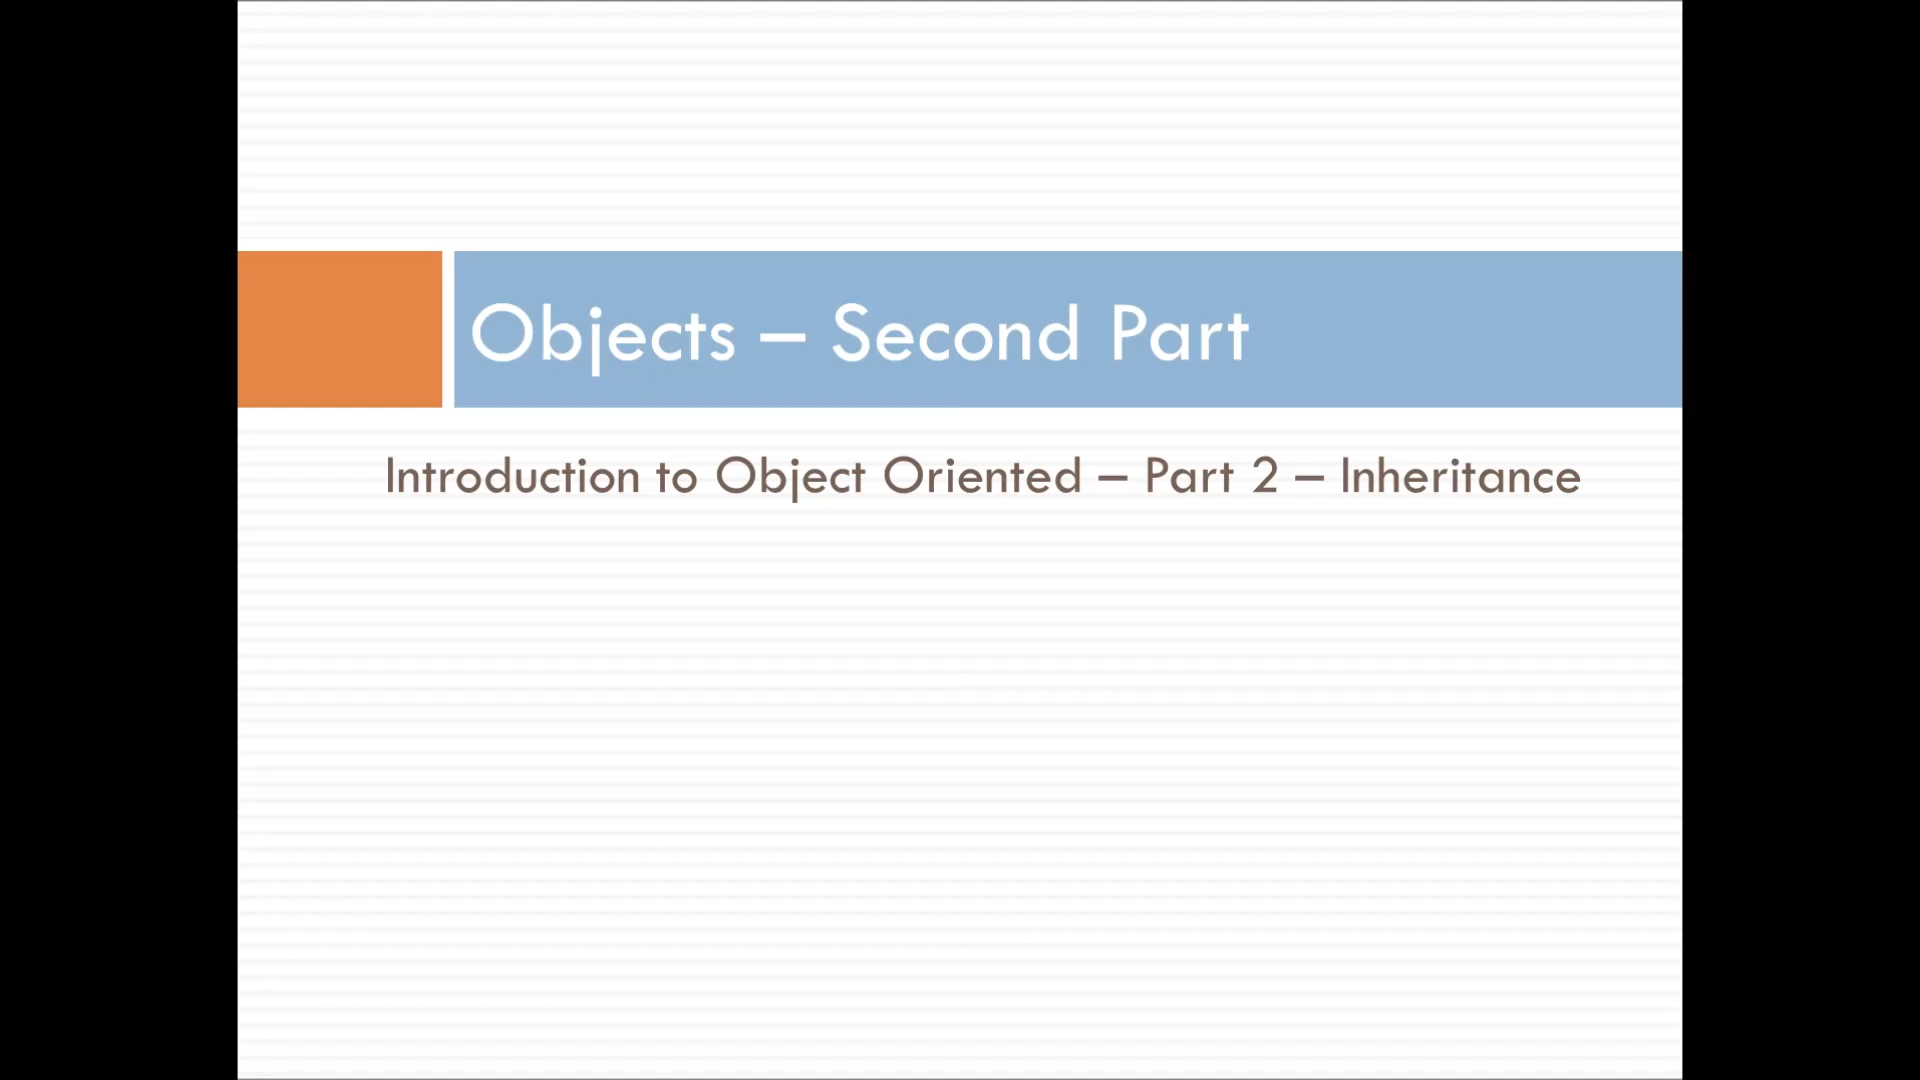 Objects – Second Part
Introduction to Object Oriented – Part 2 – Inheritance